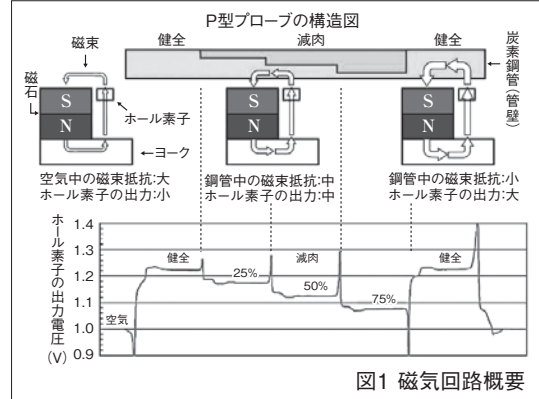 P型プローブの構造図
磁束
健全
減肉
健全
炭素鋼管(管壁)
磁石
S
N
ホール素子
ヨーク
S
N
S
N
空気中の磁束抵抗:大
ホール素子の出力:小
鋼管中の磁束抵抗:中
ホール素子の出力:中
鋼管中の磁束抵抗:小
ホール素子の出力:大
ホール素子の出力電圧(V)
1.4
1.3
1.2
1.1
1.0
0.9
空気
健全
25%
減肉
50%
75%
健全
図1 磁気回路概要